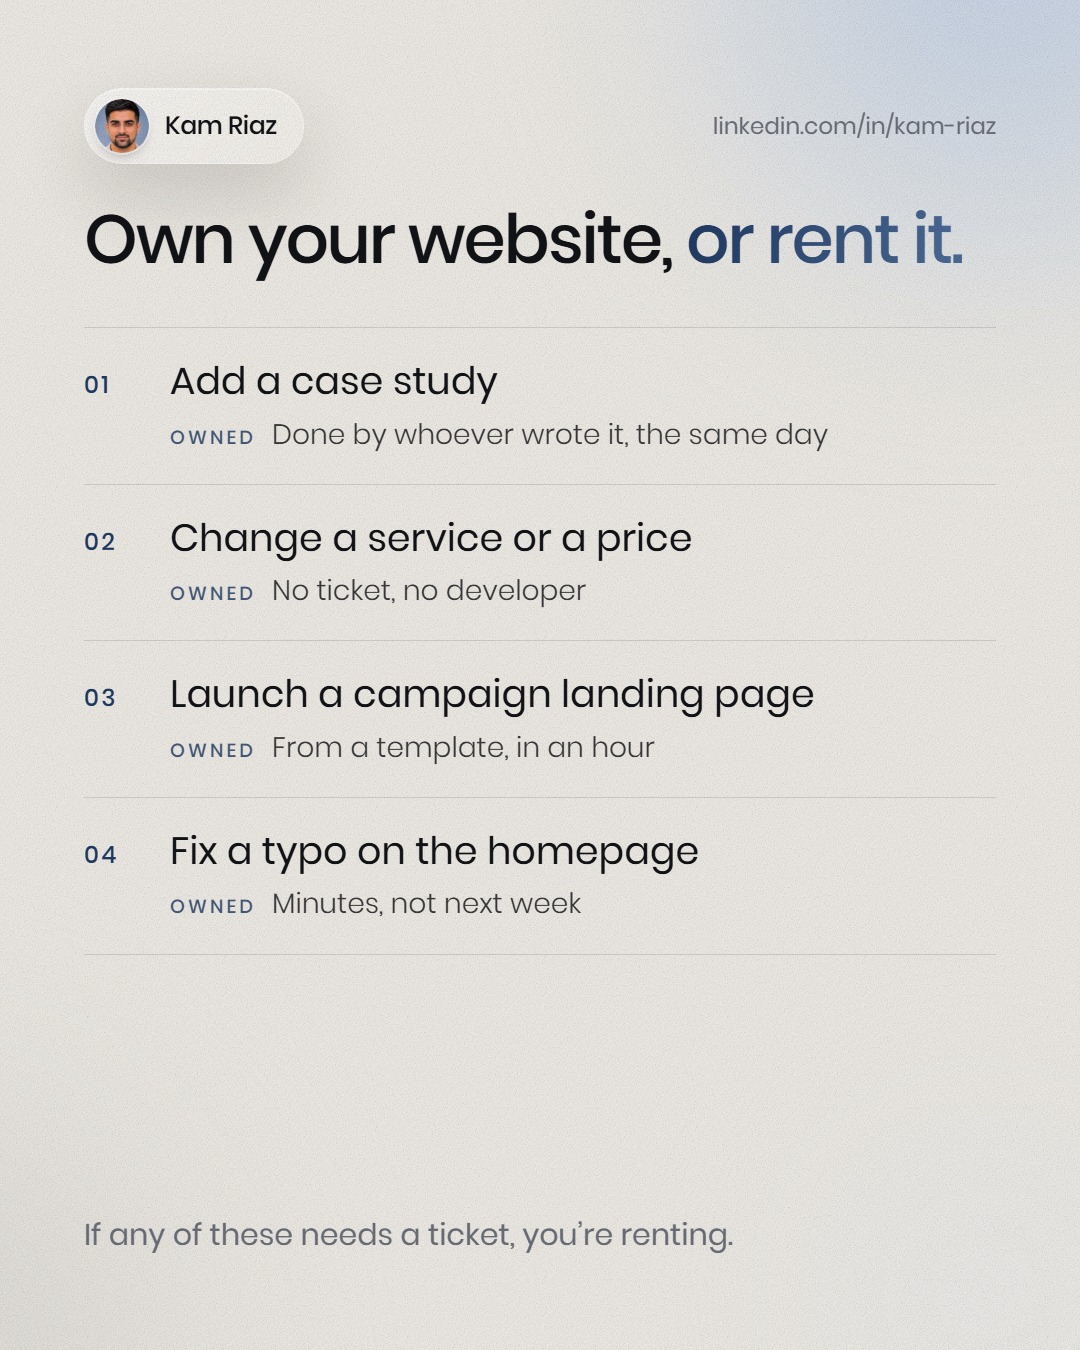 Kam Riaz
linkedin.com/in/kam-riaz
Own your website, or rent it.
01 Add a case study
OWNED Done by whoever wrote it, the same day
02 Change a service or a price
OWNED No ticket, no developer
03 Launch a campaign landing page
OWNED From a template, in an hour
04 Fix a typo on the homepage
OWNED Minutes, not next week
If any of these needs a ticket, you’re renting.